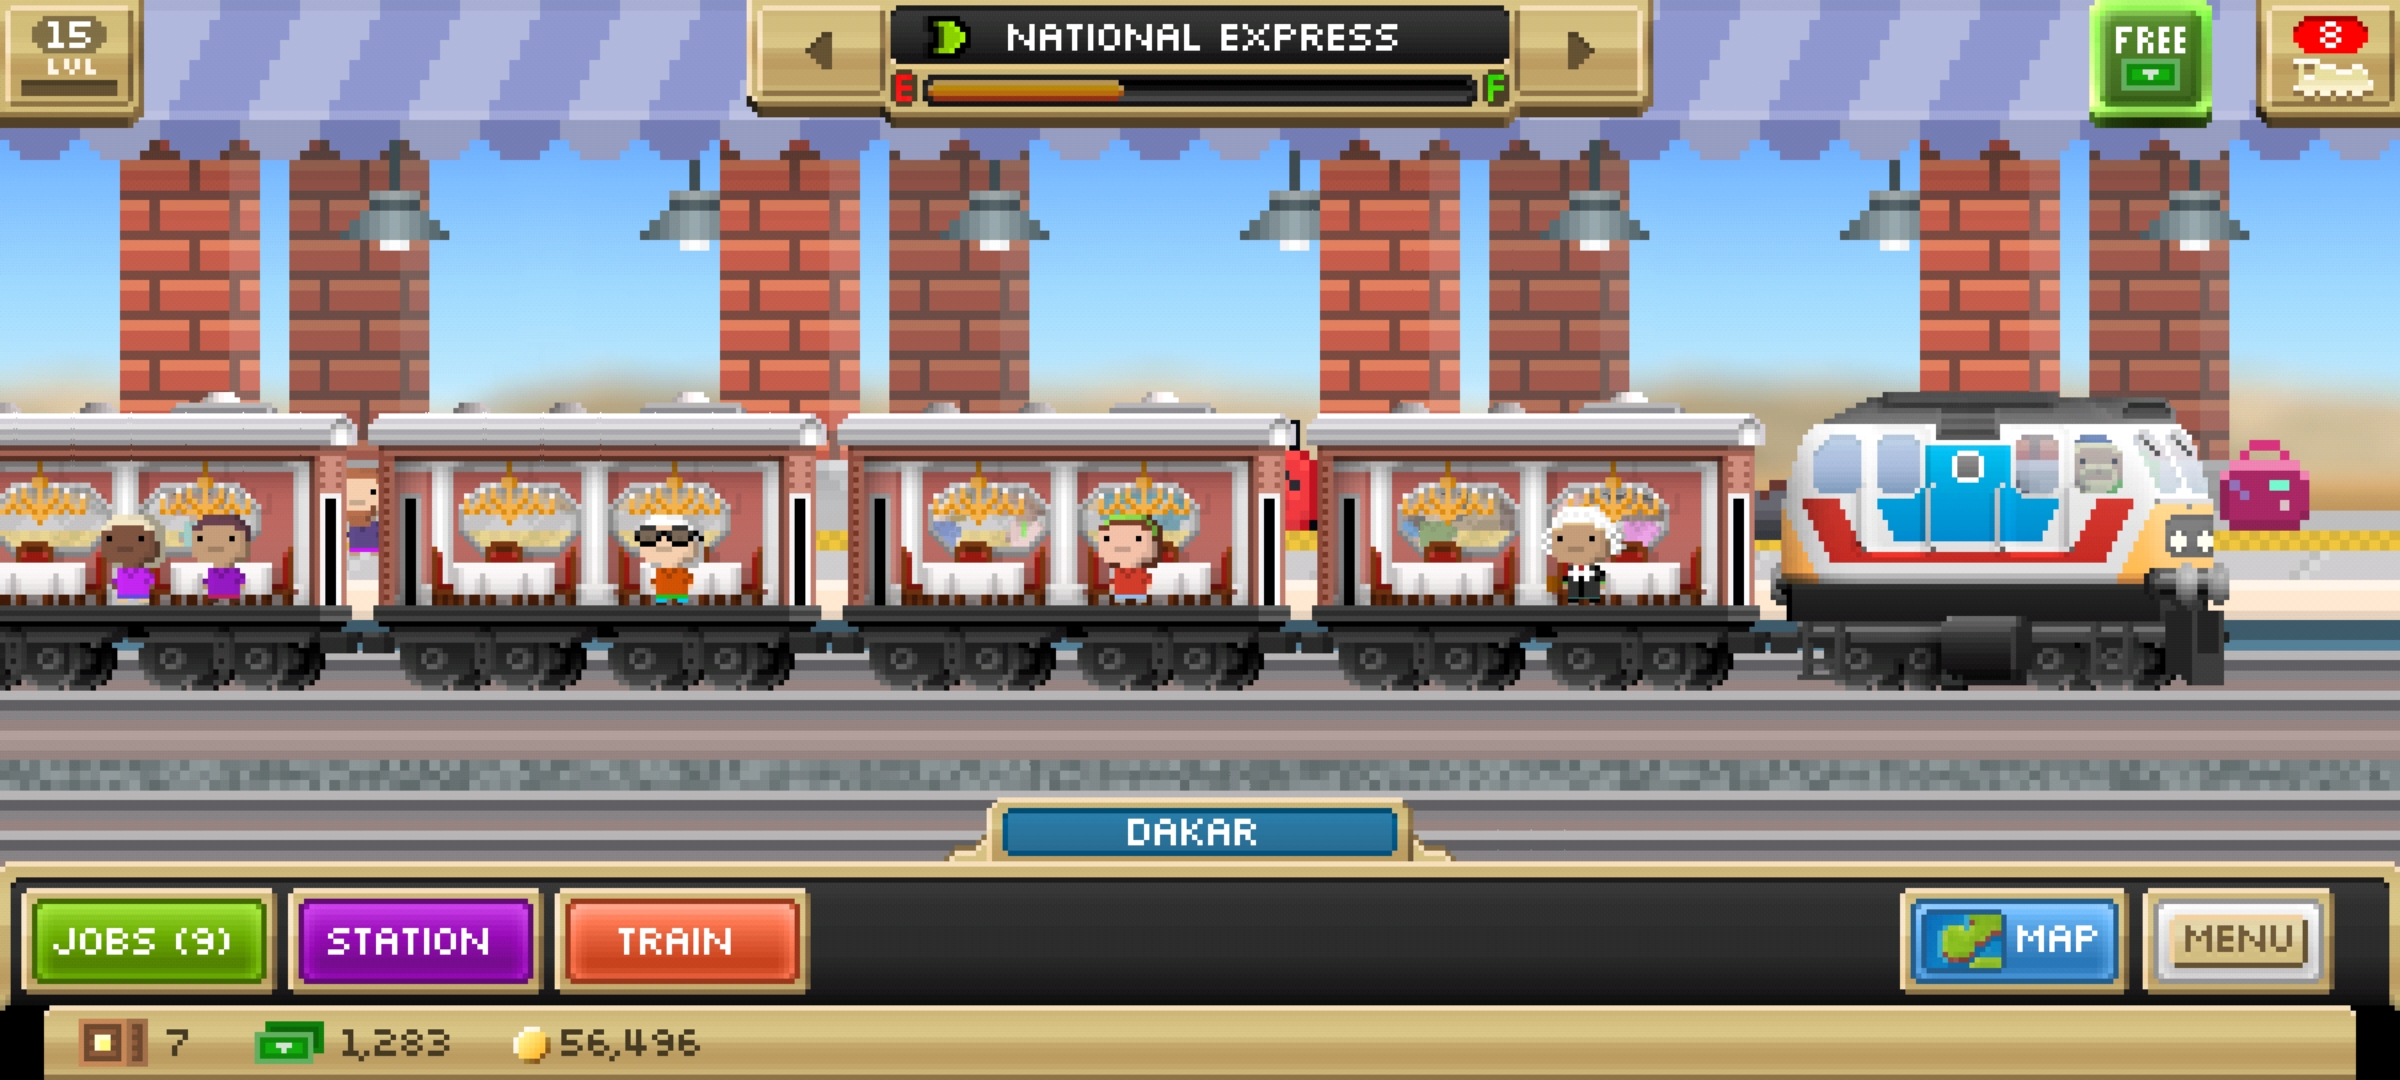 15
LVL
NATIONAL EXPRESS
E
F
FREE
8
DAKAR
JOBS (9)
STATION
TRAIN
MAP
MENU
7
1,283
56,496